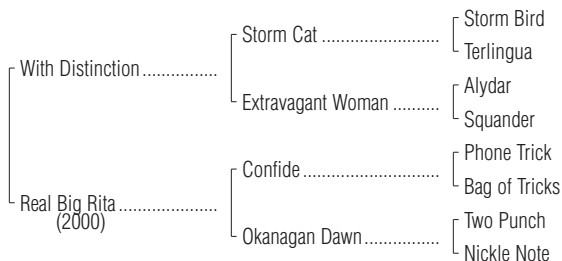 Storm Bird
Storm Cat ........................
Terlingua
With Distinction ...............
Alydar
Extravagant Woman ..........
Squander
Phone Trick
Confide ............................
Bag of Tricks
Real Big Rita ....................
(2000)
Two Punch
Okanagan Dawn ................
Nickle Note